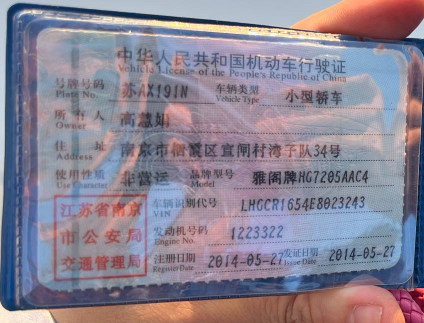 中华人民共和国机动车行驶证
Vehicle License of the People's Republic of China
号牌号码 苏AX191N 车辆类型 小型轿车
Plate No. Vehicle Type
所有人 高慧娟
Owner
住址 南京市栖霞区宣闸村湾子队34号
Address
使用性质 非营运 品牌型号 雅阁牌HG7205AAC4
Use Character Model
江苏省南京 车辆识别代号 LHGCR1654E8023243
VIN
市公安局 发动机号码 1223322
Engine No.
交通管理局 注册日期 2014-05-27 发证日期 2014-05-27
Register Date Issue Date